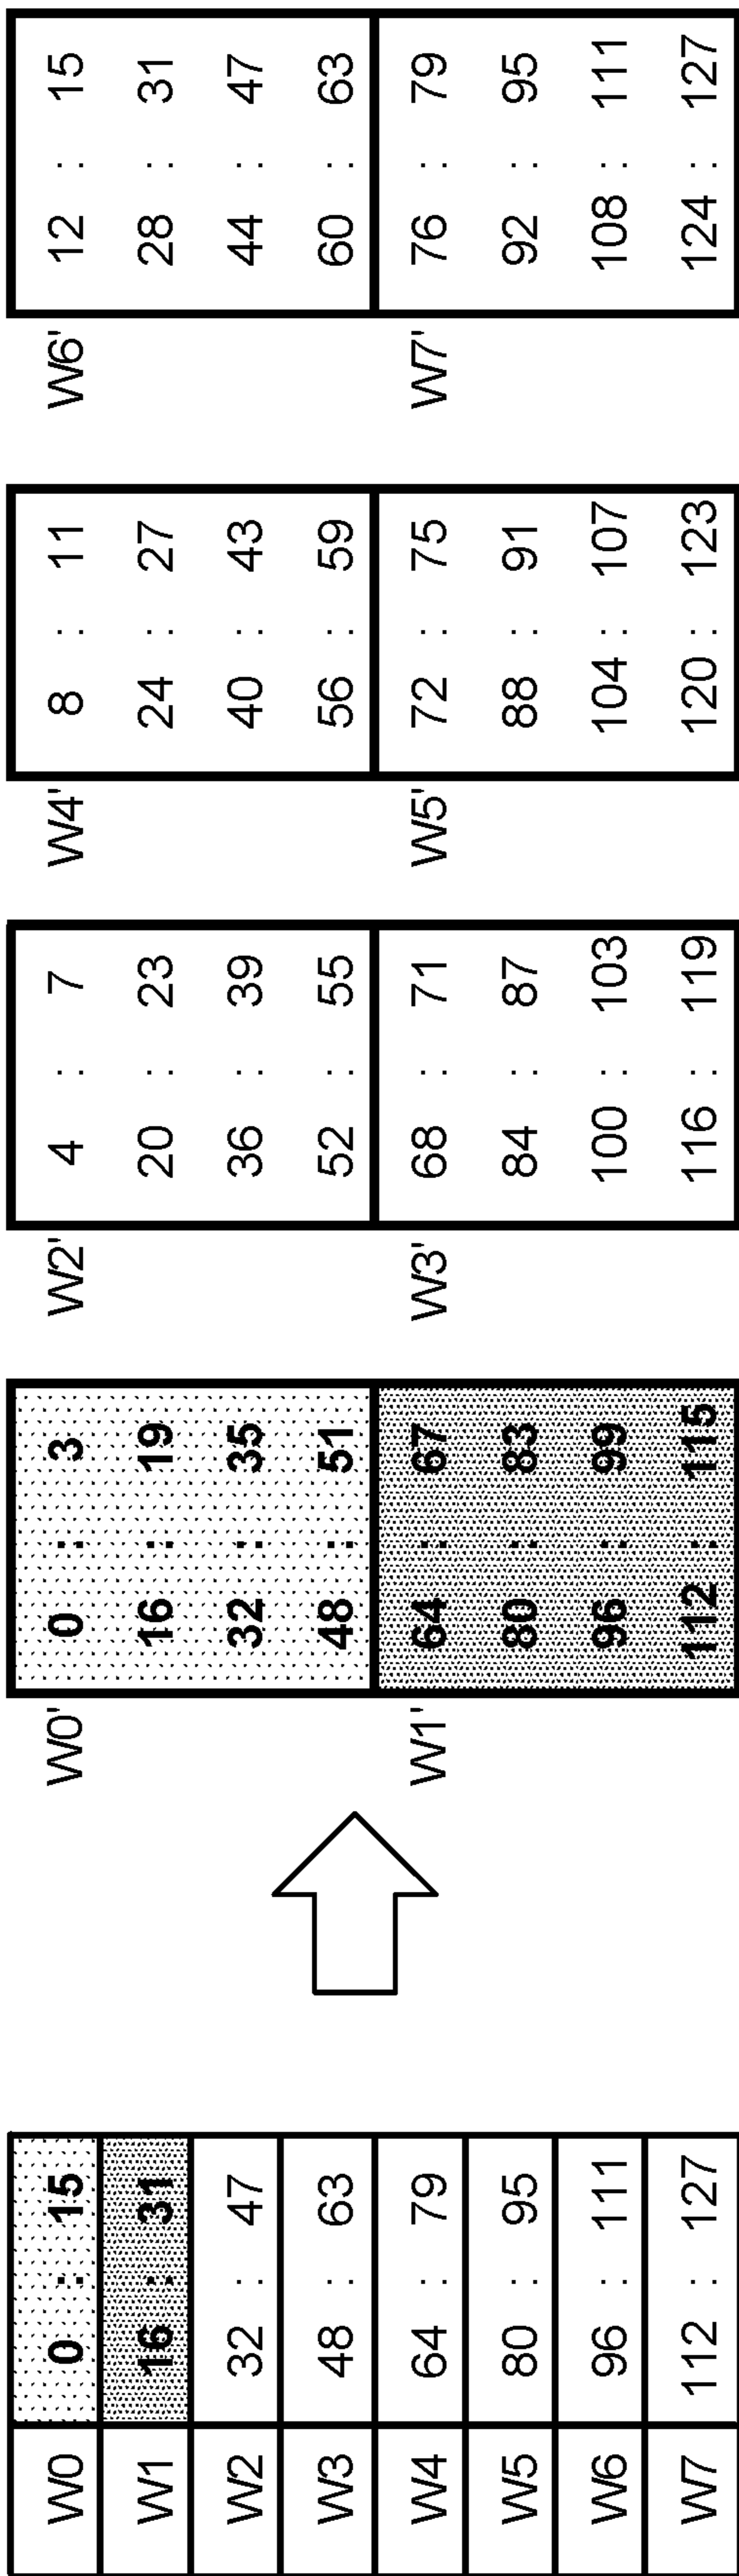 W0 0 .. 15
W1 16 .. 31
W2 32 .. 47
W3 48 .. 63
W4 64 .. 79
W5 80 .. 95
W6 96 .. 111
W7 112 .. 127
W0' 0 .. 3
16 .. 19
32 .. 35
48 .. 51
W1' 64 .. 67
80 .. 83
96 .. 99
112 .. 115
W2' 4 .. 7
20 .. 23
36 .. 39
52 .. 55
W3' 68 .. 71
84 .. 87
100 .. 103
116 .. 119
W4' 8 .. 11
24 .. 27
40 .. 43
56 .. 59
W5' 72 .. 75
88 .. 91
104 .. 107
120 .. 123
W6' 12 .. 15
28 .. 31
44 .. 47
60 .. 63
W7' 76 .. 79
92 .. 95
108 .. 111
124 .. 127